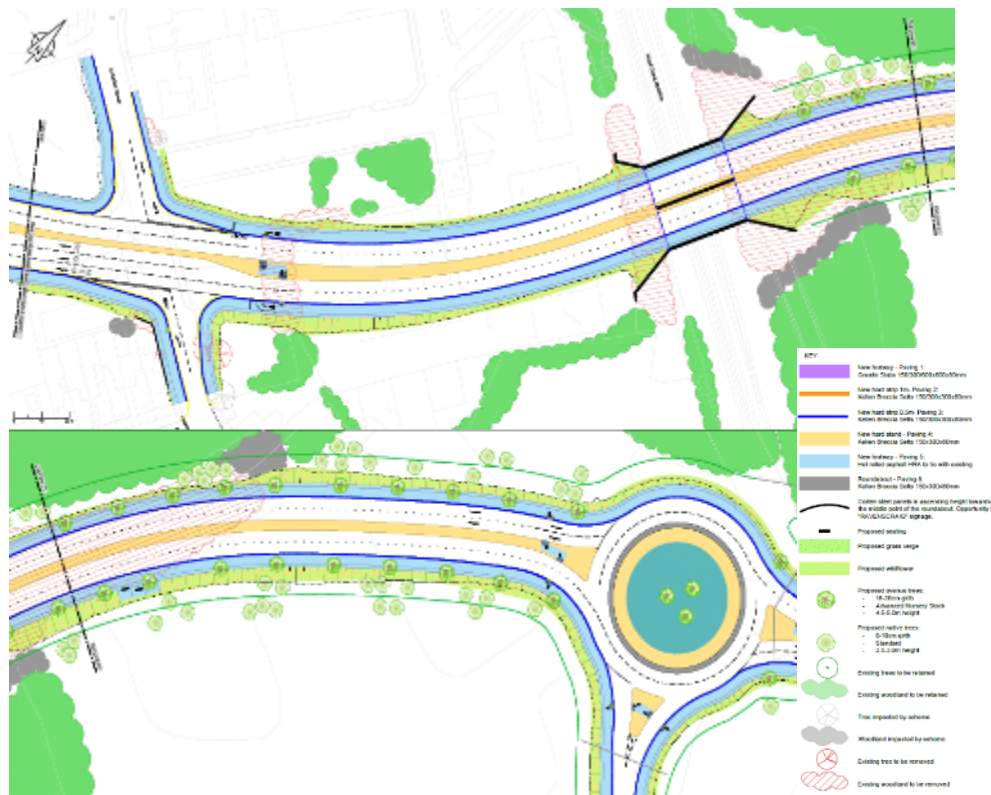 KEY:
New footway - Paving 1:
Granite Slabs 150/300/600x600x80mm
New hard strip 1m- Paving 2:
Kellen Breccia Setts 150/300x300x80mm
New hard strip 0.5m- Paving 3:
Kellen Breccia Setts 150/300x300x80mm
New hard stand - Paving 4:
Kellen Breccia Setts 150x300x80mm
New footway - Paving 5:
Hot rolled asphalt HRA to tie with existing
Roundabout - Paving 6
Kellen Breccia Setts 150x300x80mm
Corten steel panels in ascending height towards
the middle point of the roundabout. Opportunity
"RAVENSCRAIG" signage.
Proposed seating
Proposed grass verge
Proposed wildflower
Proposed avenue trees:
- 18-20cm girth
- Advanced Nursery Stock
- 4.5-6.0m height
Proposed native trees:
- 8-10cm girth
- Standard
- 2.5-3.0m height
Existing trees to be retained
Existing woodland to be retained
Tree impacted by scheme
Woodland impacted by scheme
Existing tree to be removed
Existing woodland to be removed